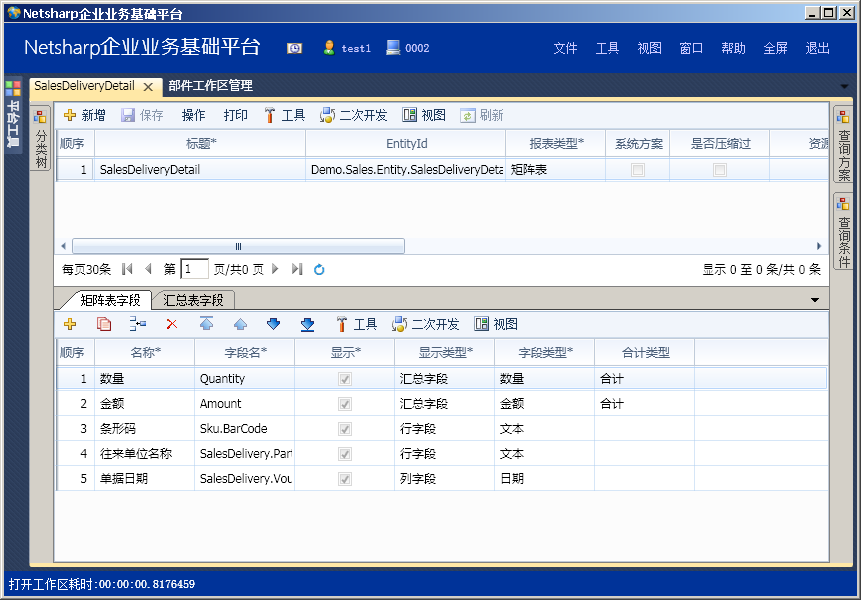 Netsharp企业业务基础平台
Netsharp企业业务基础平台 test1 0002 文件 工具 视图 窗口 帮助 全屏 退出
平台工具
SalesDeliveryDetail 部件工作区管理
分类树
新增 保存 操作 打印 工具 二次开发 视图 刷新
顺序 标题* EntityId 报表类型* 系统方案 是否压缩过 资源
1 SalesDeliveryDetail Demo.Sales.Entity.SalesDeliveryDeta 矩阵表
查询方案
查询条件
每页30条 第 1 页/共0 页 显示 0 至 0 条/共 0 条
矩阵表字段 汇总表字段
工具 二次开发 视图
顺序 名称* 字段名* 显示* 显示类型* 字段类型* 合计类型
1 数量 Quantity 汇总字段 数量 合计
2 金额 Amount 汇总字段 金额 合计
3 条形码 Sku.BarCode 行字段 文本
4 往来单位名称 SalesDelivery.Part 行字段 文本
5 单据日期 SalesDelivery.Vou 列字段 日期
打开工作区耗时:00:00:00.8176459